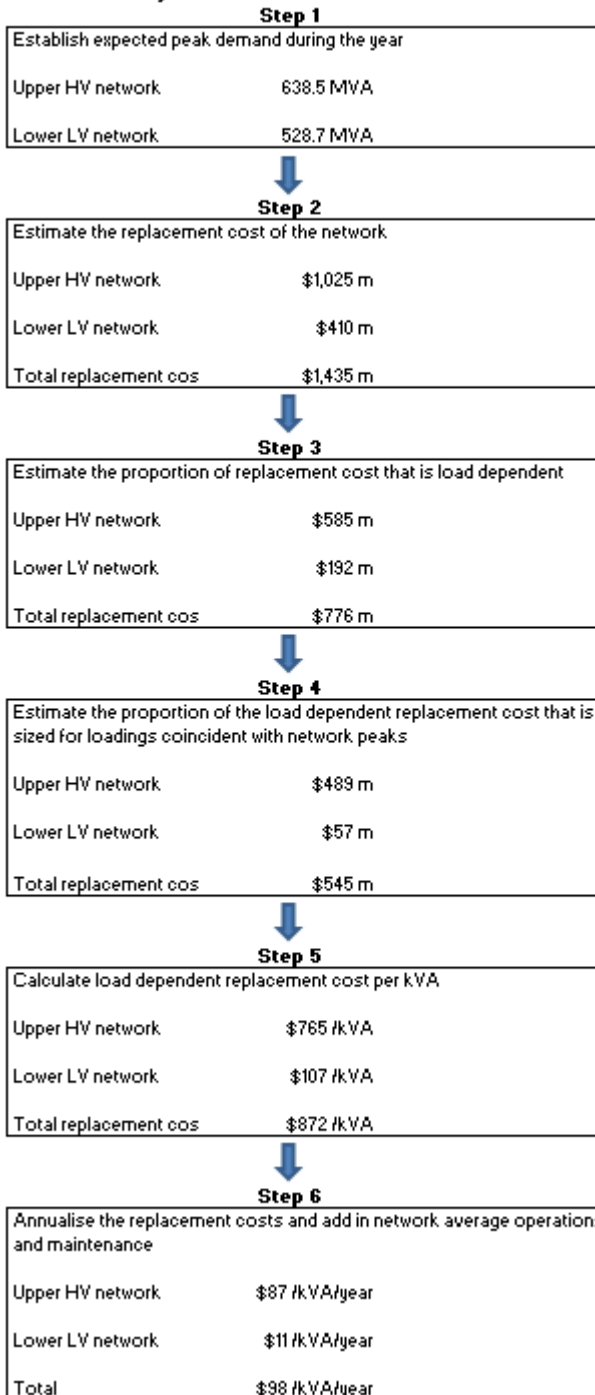 Step 1
Establish expected peak demand during the year
Upper HV network 638.5 MVA
Lower LV network 528.7 MVA
Step 2
Estimate the replacement cost of the network
Upper HV network $1,025 m
Lower LV network $410 m
Total replacement cos $1,435 m
Step 3
Estimate the proportion of replacement cost that is load dependent
Upper HV network $585 m
Lower LV network $192 m
Total replacement cos $776 m
Step 4
Estimate the proportion of the load dependent replacement cost that is
sized for loadings coincident with network peaks
Upper HV network $489 m
Lower LV network $57 m
Total replacement cos $545 m
Step 5
Calculate load dependent replacement cost per kVA
Upper HV network $765 /kVA
Lower LV network $107 /kVA
Total replacement cos $872 /kVA
Step 6
Annualise the replacement costs and add in network average operation
and maintenance
Upper HV network $87 /kVA/year
Lower LV network $11 /kVA/year
Total $98 /kVA/year